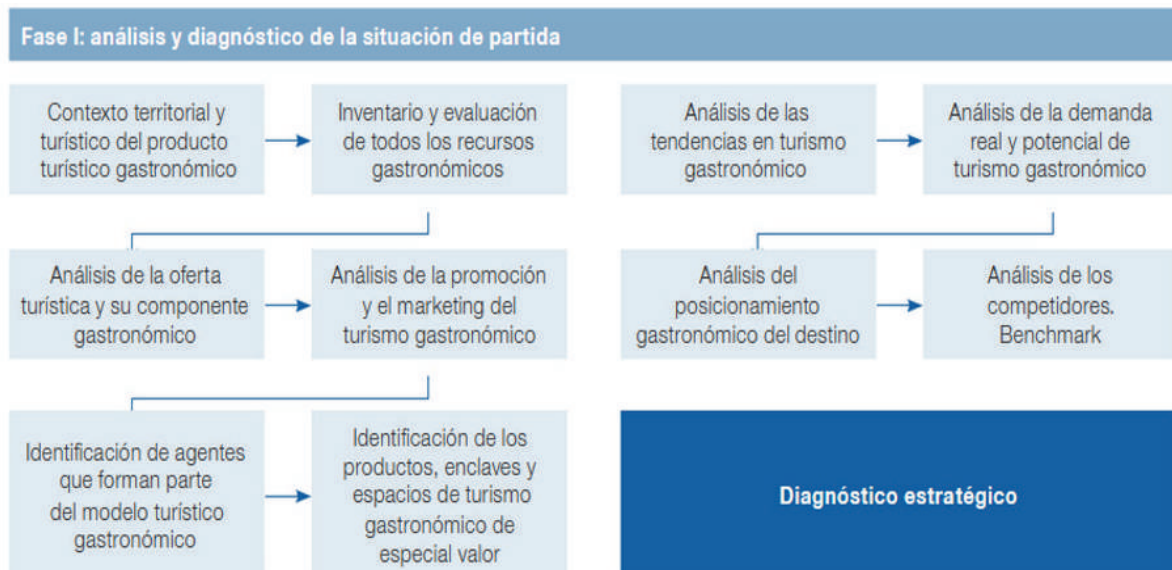 Fase I: análisis y diagnóstico de la situación de partida
Contexto territorial y
turístico del producto
turístico gastronómico
Inventario y evaluación
de todos los recursos
gastronómicos
Análisis de la oferta
turística y su componente
gastronómico
Análisis de la promoción
y el marketing del
turismo gastronómico
Identificación de agentes
que forman parte
del modelo turístico
gastronómico
Identificación de los
productos, enclaves y
espacios de turismo
gastronómico de
especial valor
Análisis de las
tendencias en turismo
gastronómico
Análisis de la demanda
real y potencial de
turismo gastronómico
Análisis del
posicionamiento
gastronómico del destino
Análisis de los
competidores.
Benchmark
Diagnóstico estratégico